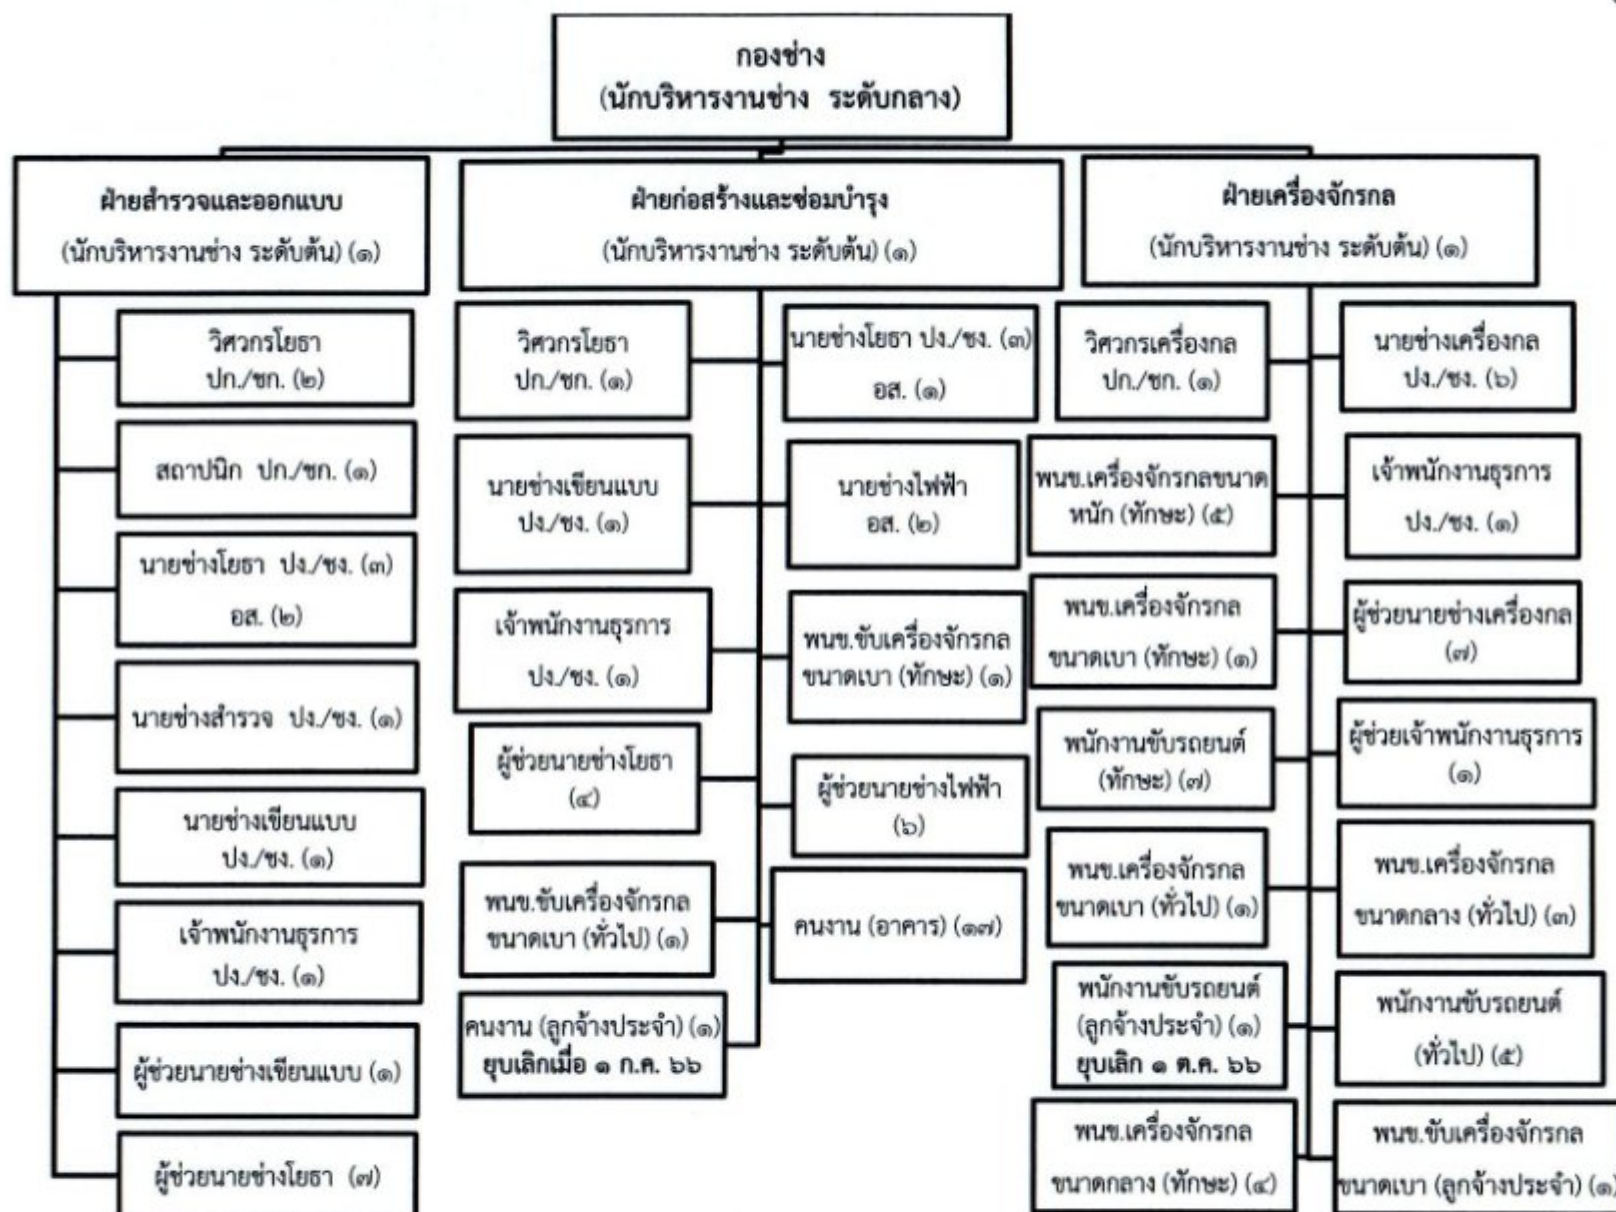 กองช่าง
(นักบริหารงานช่าง ระดับกลาง)
ฝ่ายสำรวจและออกแบบ
(นักบริหารงานช่าง ระดับต้น) (๑)
วิศวกรโยธา
ปก./ชก. (๒)
สถาปนิก ปก./ชก. (๑)
นายช่างโยธา ปง./ชง. (๓)
อส. (๒)
นายช่างสำรวจ ปง./ชง. (๑)
นายช่างเขียนแบบ
ปง./ชง. (๑)
เจ้าพนักงานธุรการ
ปง./ชง. (๑)
ผู้ช่วยนายช่างเขียนแบบ (๑)
ผู้ช่วยนายช่างโยธา (๗)
ฝ่ายก่อสร้างและซ่อมบำรุง
(นักบริหารงานช่าง ระดับต้น) (๑)
วิศวกรโยธา
ปก./ชก. (๑)
นายช่างโยธา ปง./ชง. (๓)
อส. (๑)
นายช่างเขียนแบบ
ปง./ชง. (๑)
นายช่างไฟฟ้า
อส. (๒)
เจ้าพนักงานธุรการ
ปง./ชง. (๑)
พนข.ขับเครื่องจักรกล
ขนาดเบา (ทักษะ) (๑)
ผู้ช่วยนายช่างโยธา
(๔)
ผู้ช่วยนายช่างไฟฟ้า
(๖)
พนข.ขับเครื่องจักรกล
ขนาดเบา (ทั่วไป) (๑)
คนงาน (อาคาร) (๑๗)
คนงาน (ลูกจ้างประจำ) (๑)
ยุบเลิกเมื่อ ๑ ก.ค. ๖๖
ฝ่ายเครื่องจักรกล
(นักบริหารงานช่าง ระดับต้น) (๑)
วิศวกรเครื่องกล
ปก./ชก. (๑)
นายช่างเครื่องกล
ปง./ชง. (๖)
พนข.เครื่องจักรกลขนาด
หนัก (ทักษะ) (๕)
เจ้าพนักงานธุรการ
ปง./ชง. (๑)
พนข.เครื่องจักรกล
ขนาดเบา (ทักษะ) (๑)
ผู้ช่วยนายช่างเครื่องกล
(๗)
พนักงานขับรถยนต์
(ทักษะ) (๗)
ผู้ช่วยเจ้าพนักงานธุรการ
(๑)
พนข.เครื่องจักรกล
ขนาดเบา (ทั่วไป) (๑)
พนข.เครื่องจักรกล
ขนาดกลาง (ทั่วไป) (๓)
พนักงานขับรถยนต์
(ลูกจ้างประจำ) (๑)
ยุบเลิก ๑ ต.ค. ๖๖
พนักงานขับรถยนต์
(ทั่วไป) (๕)
พนข.เครื่องจักรกล
ขนาดกลาง (ทักษะ) (๔)
พนข.ขับเครื่องจักรกล
ขนาดเบา (ลูกจ้างประจำ) (๑)